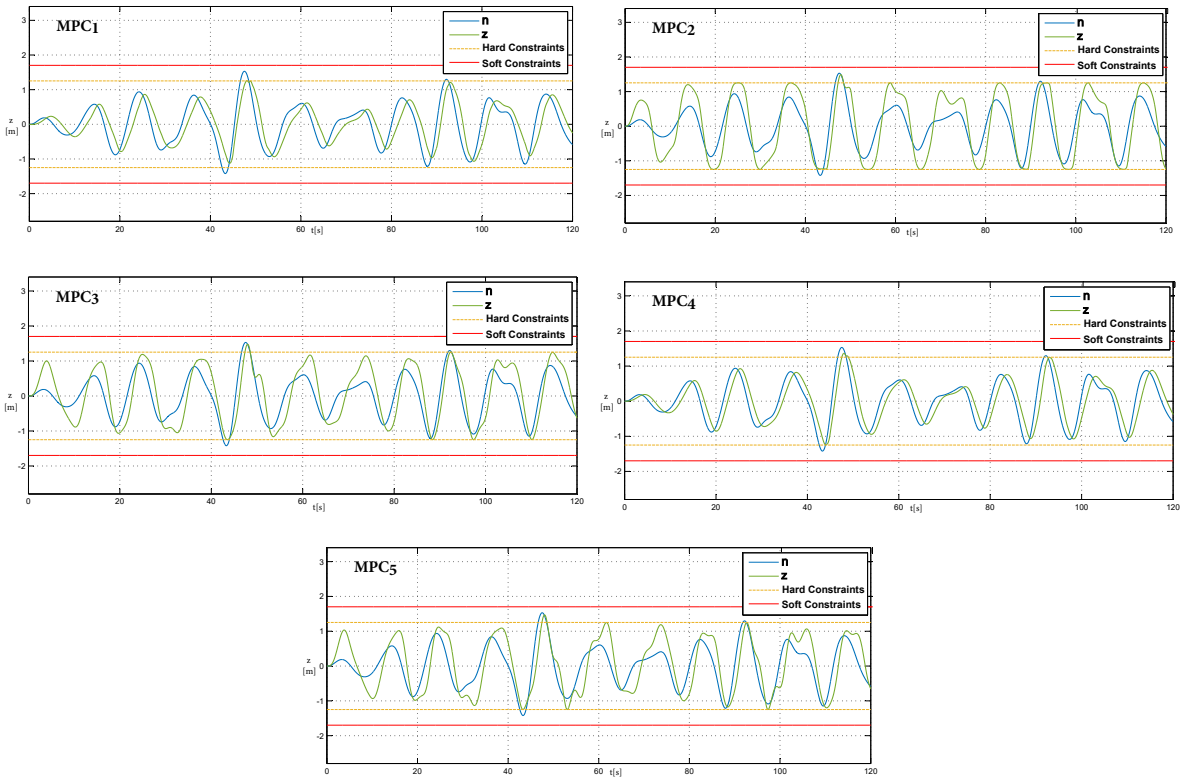 MPC1
n
z
Hard Constraints
Soft Constraints
3
2
1
0
-1
-2
z
[m]
0 20 40 60 80 100 120
t[s]
MPC2
n
z
Hard Constraints
Soft Constraints
3
2
1
0
-1
-2
z
[m]
0 20 40 60 80 100 120
t[s]
MPC3
n
z
Hard Constraints
Soft Constraints
3
2
1
0
-1
-2
z
[m]
0 20 40 60 80 100 120
t[s]
MPC4
n
z
Hard Constraints
Soft Constraints
3
2
1
0
-1
-2
z
[m]
0 20 40 60 80 100 120
t[s]
MPC5
n
z
Hard Constraints
Soft Constraints
3
2
1
0
-1
-2
z
[m]
0 20 40 60 80 100 120
t[s]